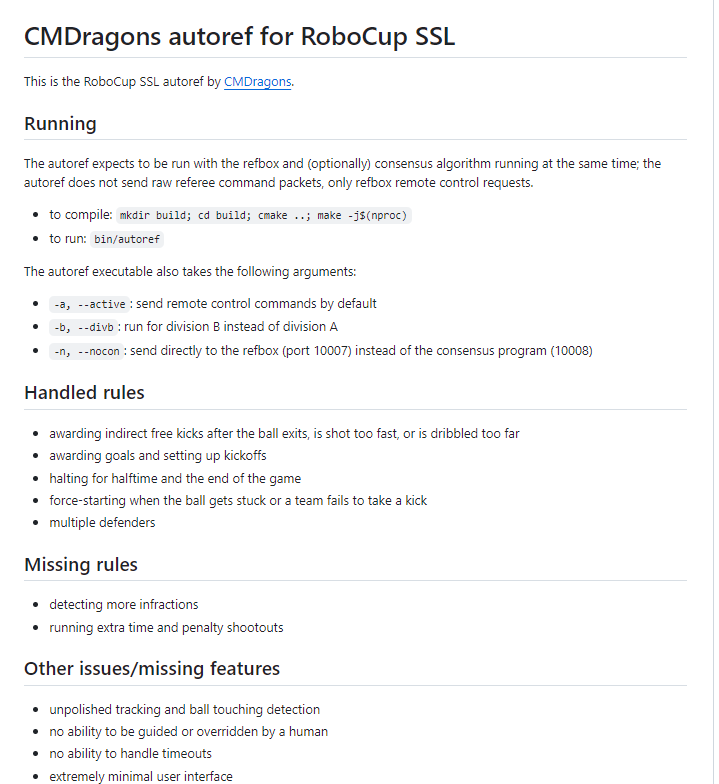 CMDragons autoref for RoboCup SSL
This is the RoboCup SSL autoref by CMDragons.
Running
The autoref expects to be run with the refbox and (optionally) consensus algorithm running at the same time; the
autoref does not send raw referee command packets, only refbox remote control requests.
• to compile: mkdir build; cd build; cmake ..; make -j$(nproc)
• to run: bin/autoref
The autoref executable also takes the following arguments:
• -a, --active : send remote control commands by default
• -b, --divb : run for division B instead of division A
• -n, --nocon : send directly to the refbox (port 10007) instead of the consensus program (10008)
Handled rules
• awarding indirect free kicks after the ball exits, is shot too fast, or is dribbled too far
• awarding goals and setting up kickoffs
• halting for halftime and the end of the game
• force-starting when the ball gets stuck or a team fails to take a kick
• multiple defenders
Missing rules
• detecting more infractions
• running extra time and penalty shootouts
Other issues/missing features
• unpolished tracking and ball touching detection
• no ability to be guided or overridden by a human
• no ability to handle timeouts
• extremely minimal user interface